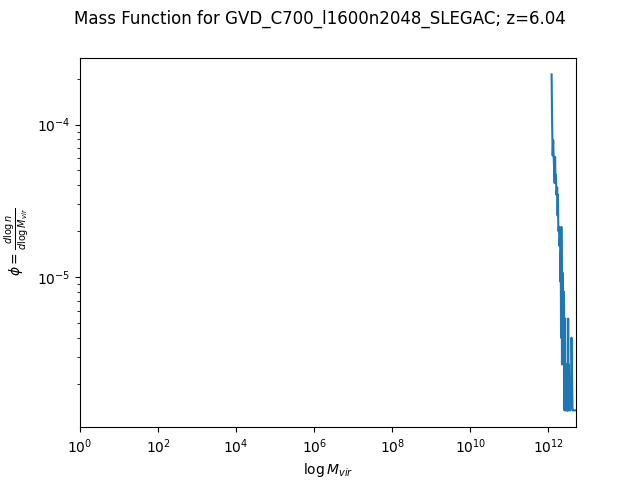 Mass Function for GVD_C700_l1600n2048_SLEGAC; z=6.04
ϕ = d log n / d log M_vir
10^-4
10^-5
10^0 10^2 10^4 10^6 10^8 10^10 10^12
log M_vir